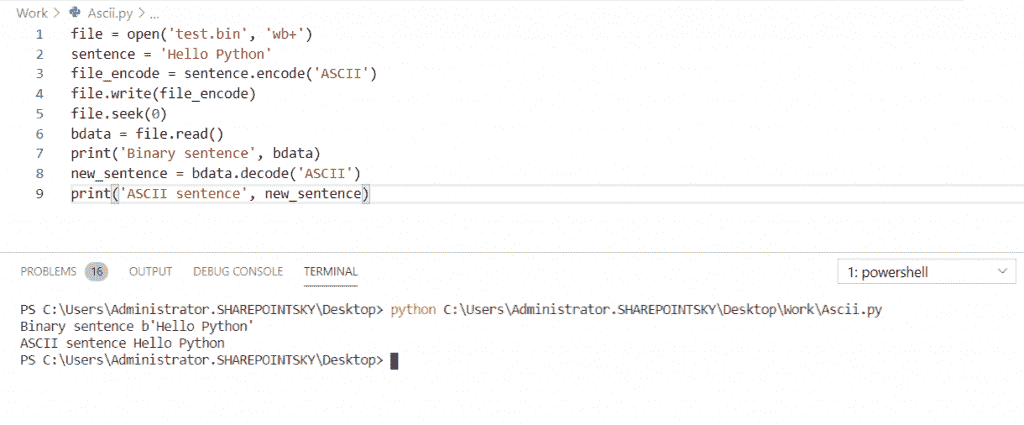 Work > Ascii.py > ...
1 file = open('test.bin', 'wb+')
2 sentence = 'Hello Python'
3 file_encode = sentence.encode('ASCII')
4 file.write(file_encode)
5 file.seek(0)
6 bdata = file.read()
7 print('Binary sentence', bdata)
8 new_sentence = bdata.decode('ASCII')
9 print('ASCII sentence', new_sentence)
PROBLEMS 16 OUTPUT DEBUG CONSOLE TERMINAL 1: powershell
PS C:\Users\Administrator.SHAREPOINTSKY\Desktop> python C:\Users\Administrator.SHAREPOINTSKY\Desktop\Work\Ascii.py
Binary sentence b'Hello Python'
ASCII sentence Hello Python
PS C:\Users\Administrator.SHAREPOINTSKY\Desktop>